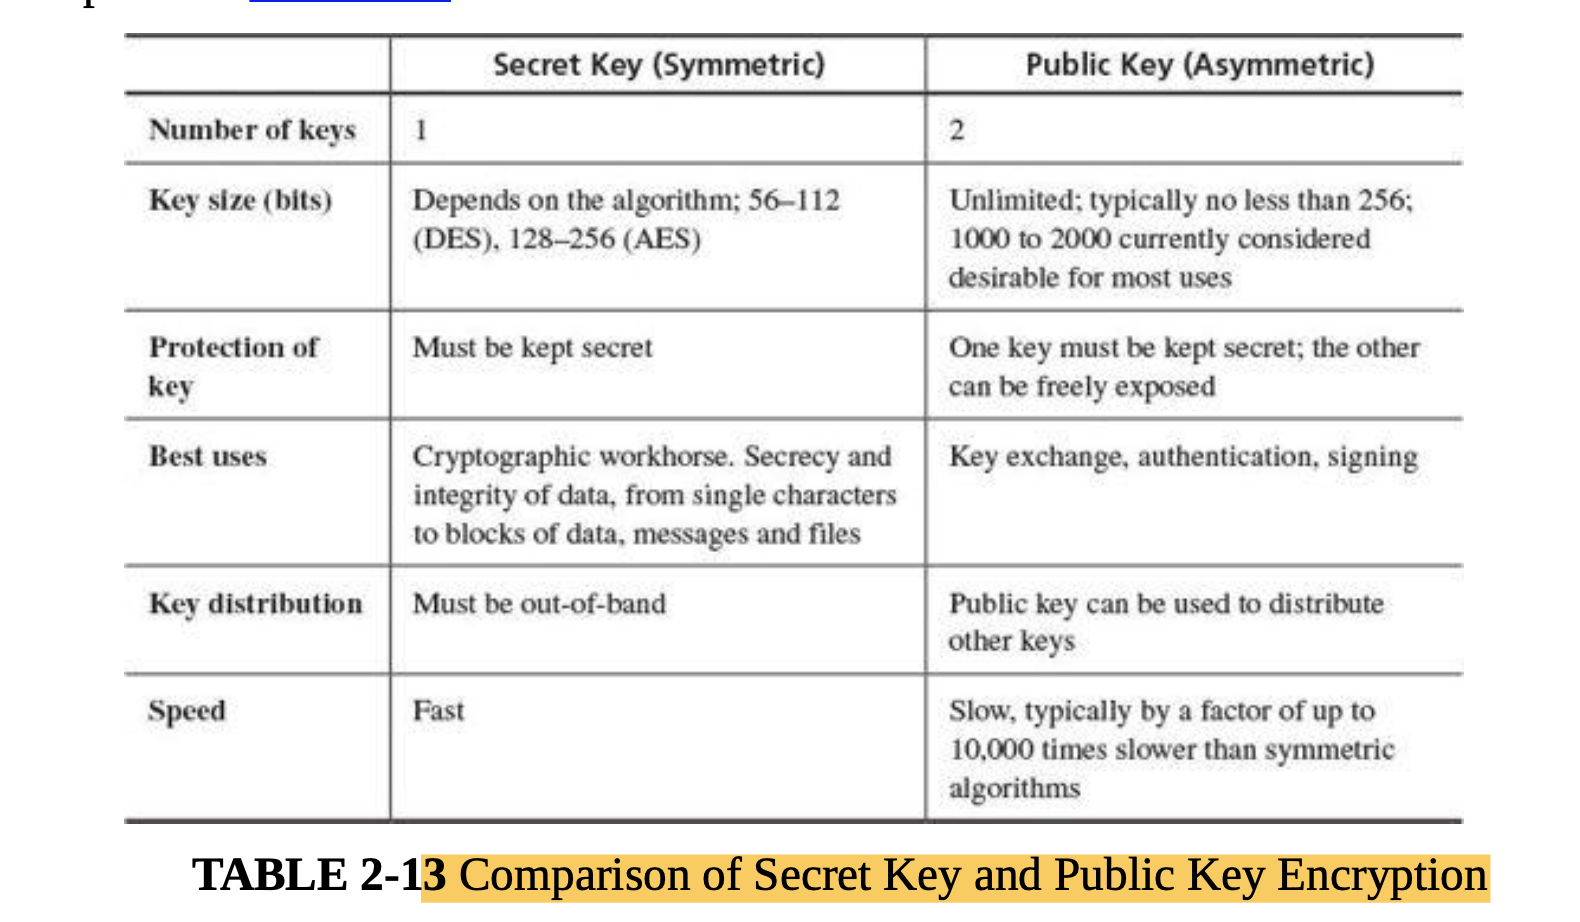 Secret Key (Symmetric) Public Key (Asymmetric)
Number of keys 1 2
Key size (bits) Depends on the algorithm; 56–112 Unlimited; typically no less than 256;
(DES), 128–256 (AES) 1000 to 2000 currently considered
desirable for most uses
Protection of Must be kept secret One key must be kept secret; the other
key can be freely exposed
Best uses Cryptographic workhorse. Secrecy and Key exchange, authentication, signing
integrity of data, from single characters
to blocks of data, messages and files
Key distribution Must be out-of-band Public key can be used to distribute
other keys
Speed Fast Slow, typically by a factor of up to
10,000 times slower than symmetric
algorithms
TABLE 2-13 Comparison of Secret Key and Public Key Encryption